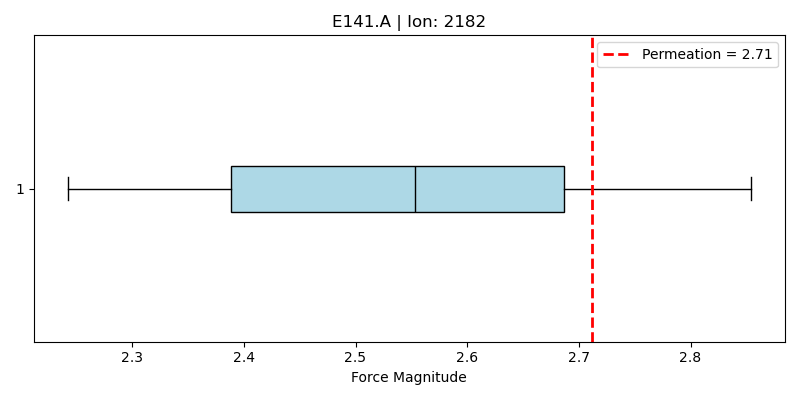 E141.A | Ion: 2182
Permeation = 2.71
1
2.3 2.4 2.5 2.6 2.7 2.8
Force Magnitude